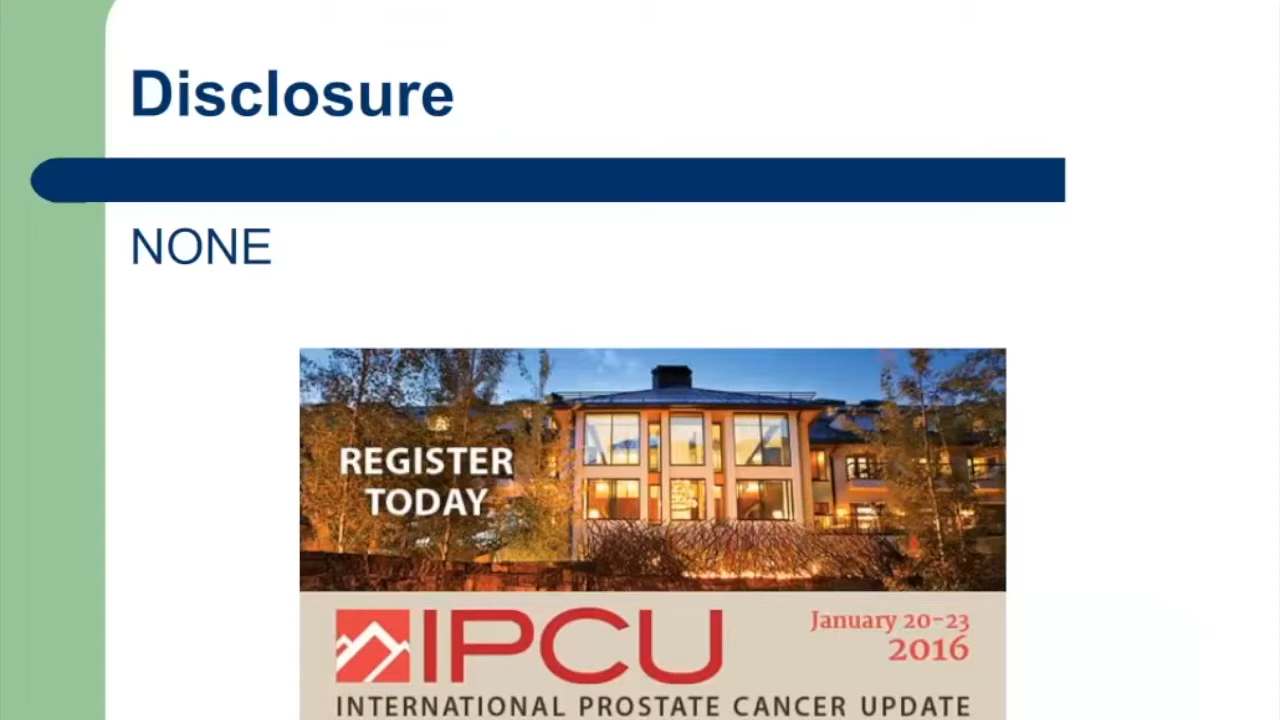 Disclosure
NONE
REGISTER
TODAY
IPCU
January 20-23
2016
INTERNATIONAL PROSTATE CANCER UPDATE